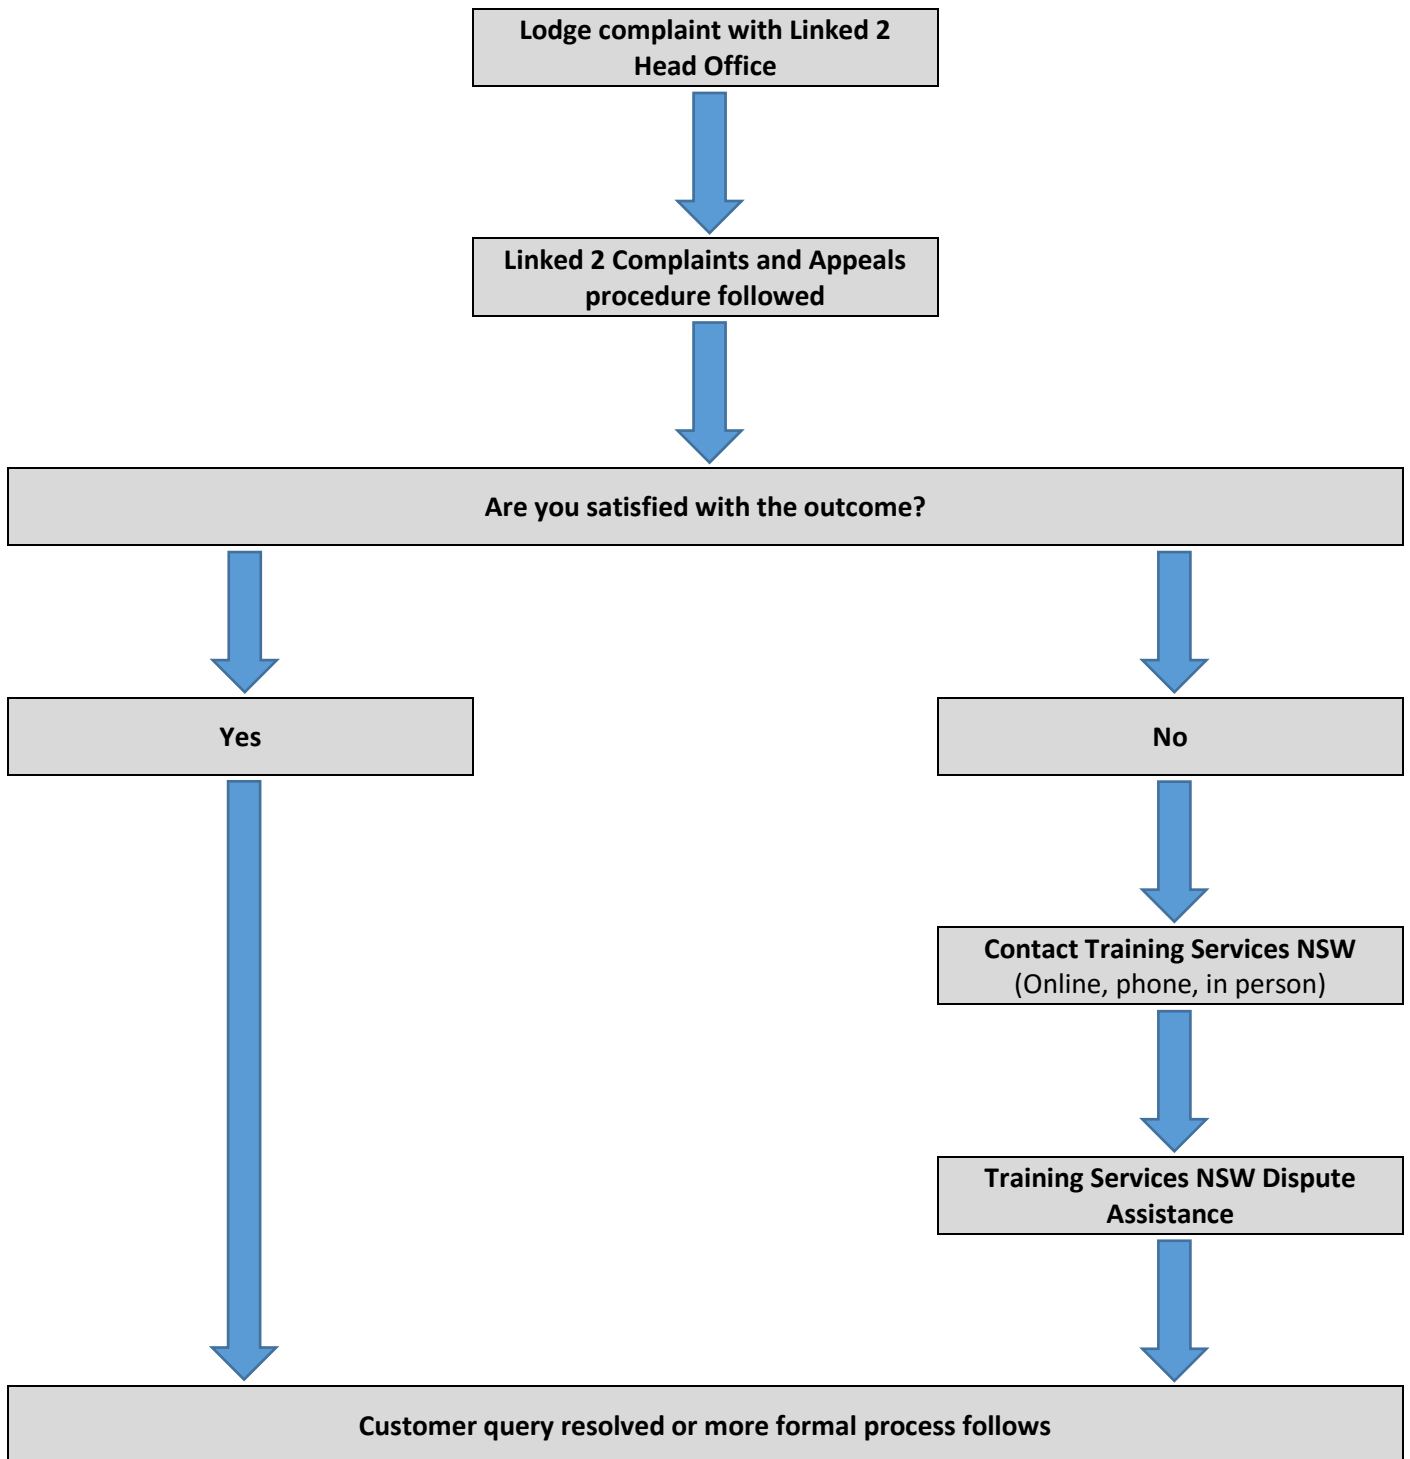 Lodge complaint with Linked 2
Head Office
Linked 2 Complaints and Appeals
procedure followed
Are you satisfied with the outcome?
Yes
No
Contact Training Services NSW
(Online, phone, in person)
Training Services NSW Dispute
Assistance
Customer query resolved or more formal process follows